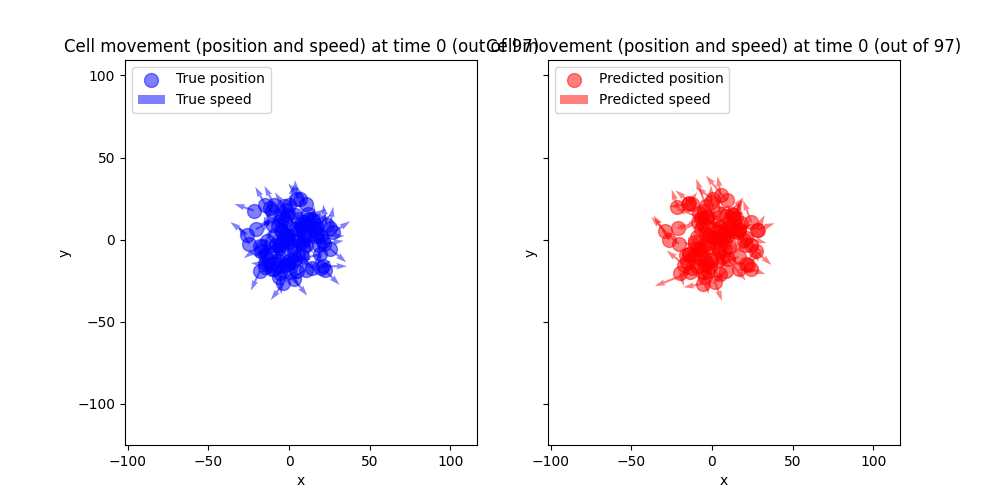 Cell movement (position and speed) at time 0 (out of 97)
Cell movement (position and speed) at time 0 (out of 97)
True position
True speed
Predicted position
Predicted speed
100
50
0
−50
−100
y
y
−100
−50
0
50
100
−100
−50
0
50
100
x
x